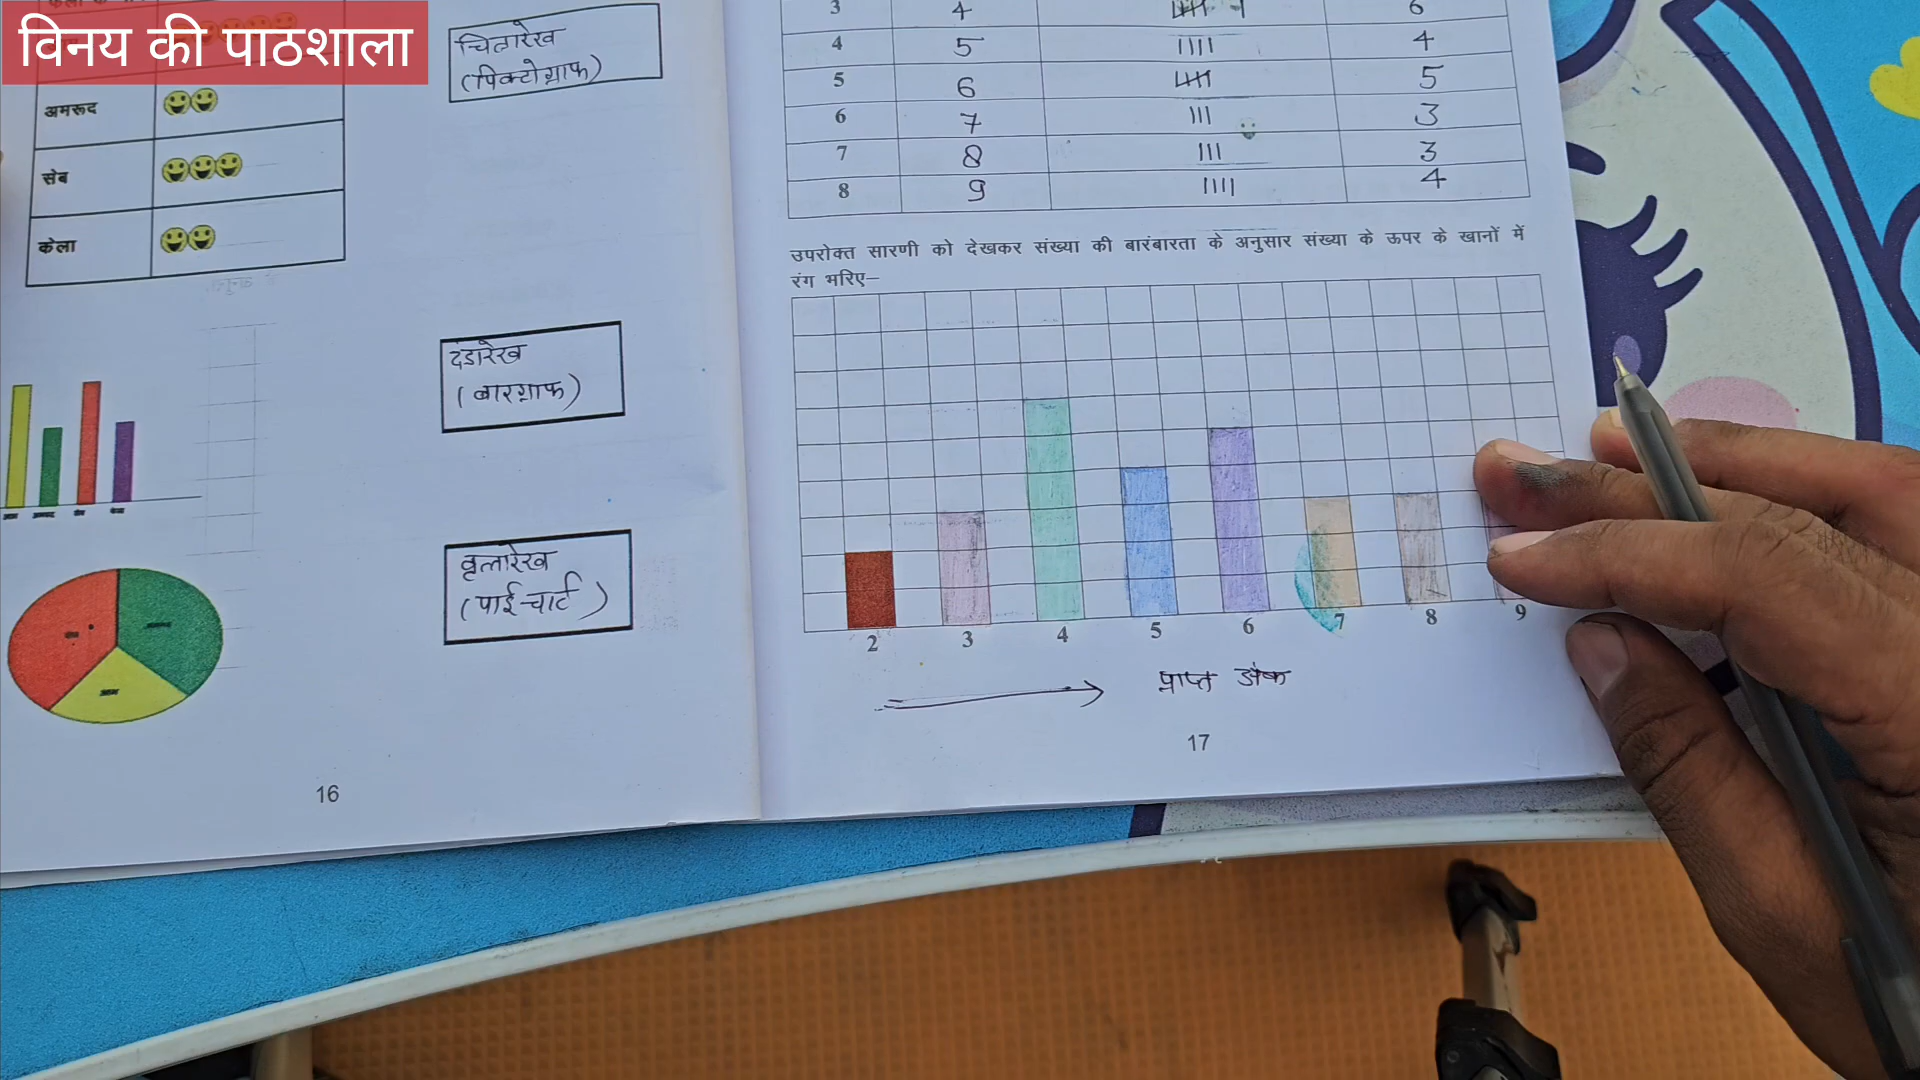 विनय की पाठशाला
अमरूद
सेब
केला
चित्रारेख
(पिक्टोग्राफ)
दंडारेख
(बारग्राफ)
वृत्तारेख
(पाई-चार्ट)
16
3 4 6
4 5 |||| 4
5 6 5
6 7 ||| 3
7 8 ||| 3
8 9 |||| 4
उपरोक्त सारणी को देखकर संख्या की बारंबारता के अनुसार संख्या के ऊपर के खानों में
रंग भरिए–
2 3 4 5 6 7 8 9
प्राप्त अंक
17